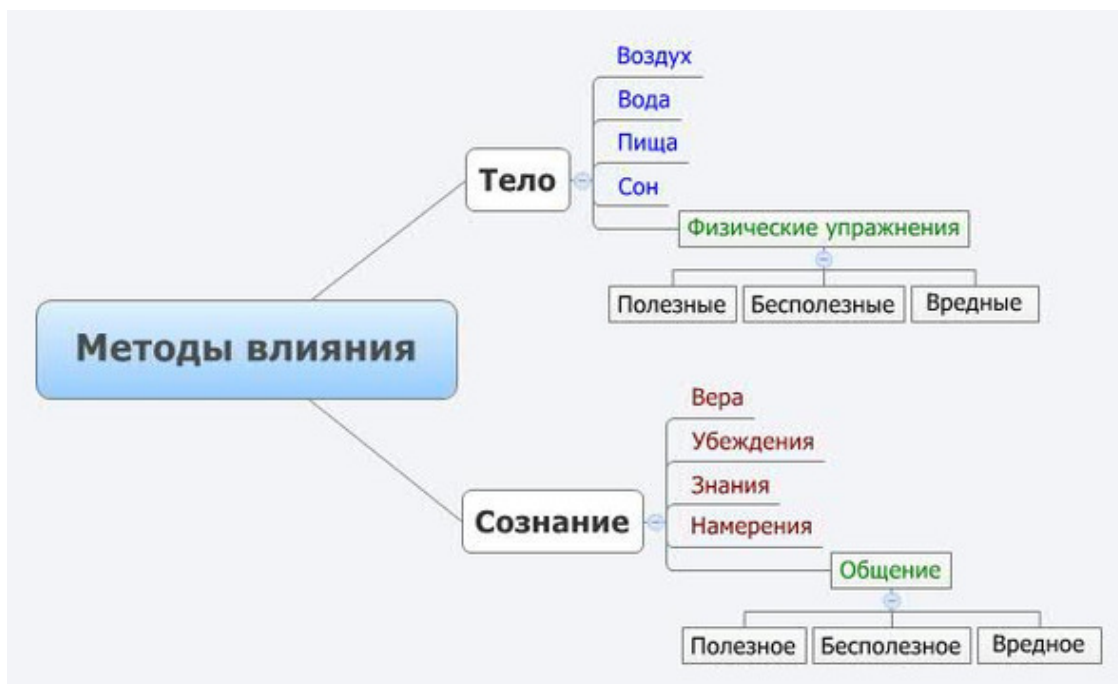 Методы влияния
Тело
Воздух
Вода
Пища
Сон
Физические упражнения
Полезные
Бесполезные
Вредные
Сознание
Вера
Убеждения
Знания
Намерения
Общение
Полезное
Бесполезное
Вредное